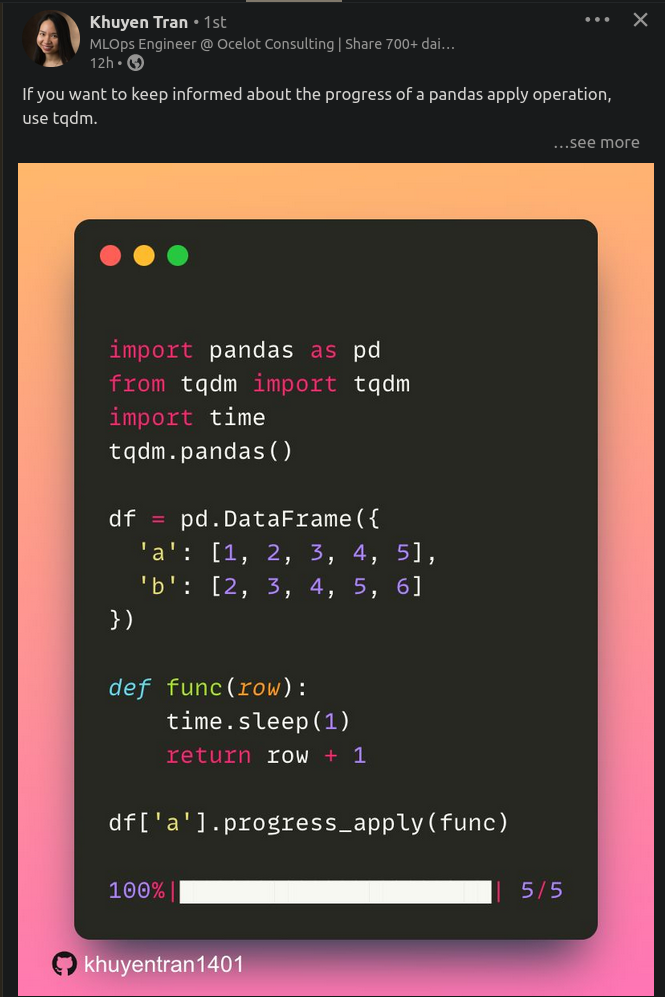 Khuyen Tran • 1st
MLOps Engineer @ Ocelot Consulting | Share 700+ dai...
12h •
If you want to keep informed about the progress of a pandas apply operation,
use tqdm.
...see more
import pandas as pd
from tqdm import tqdm
import time
tqdm.pandas()
df = pd.DataFrame({
  'a': [1, 2, 3, 4, 5],
  'b': [2, 3, 4, 5, 6]
})
def func(row):
    time.sleep(1)
    return row + 1
df['a'].progress_apply(func)
100%|██████████████████████| 5/5
khuyentran1401